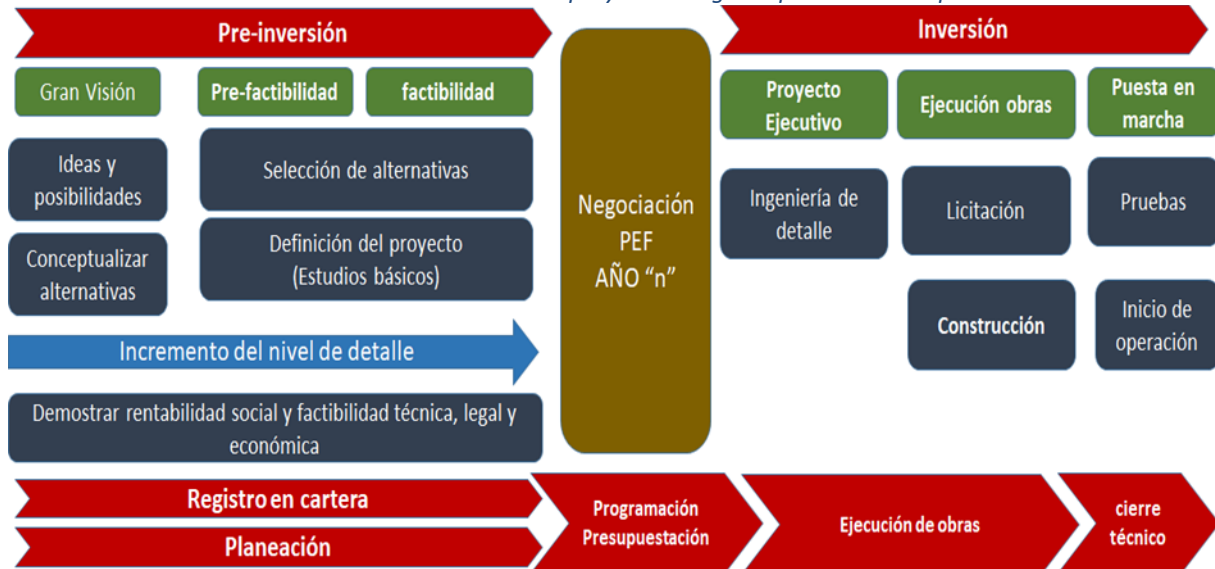 Pre-inversión
Inversión
Gran Visión
Pre-factibilidad
factibilidad
Proyecto
Ejecutivo
Ejecución obras
Puesta en
marcha
Ideas y
posibilidades
Selección de alternativas
Conceptualizar
alternativas
Definición del proyecto
(Estudios básicos)
Negociación
PEF
AÑO “n”
Ingeniería de
detalle
Licitación
Pruebas
Construcción
Inicio de
operación
Incremento del nivel de detalle
Demostrar rentabilidad social y factibilidad técnica, legal y
económica
Registro en cartera
Planeación
Programación
Presupuestación
Ejecución de obras
cierre
técnico